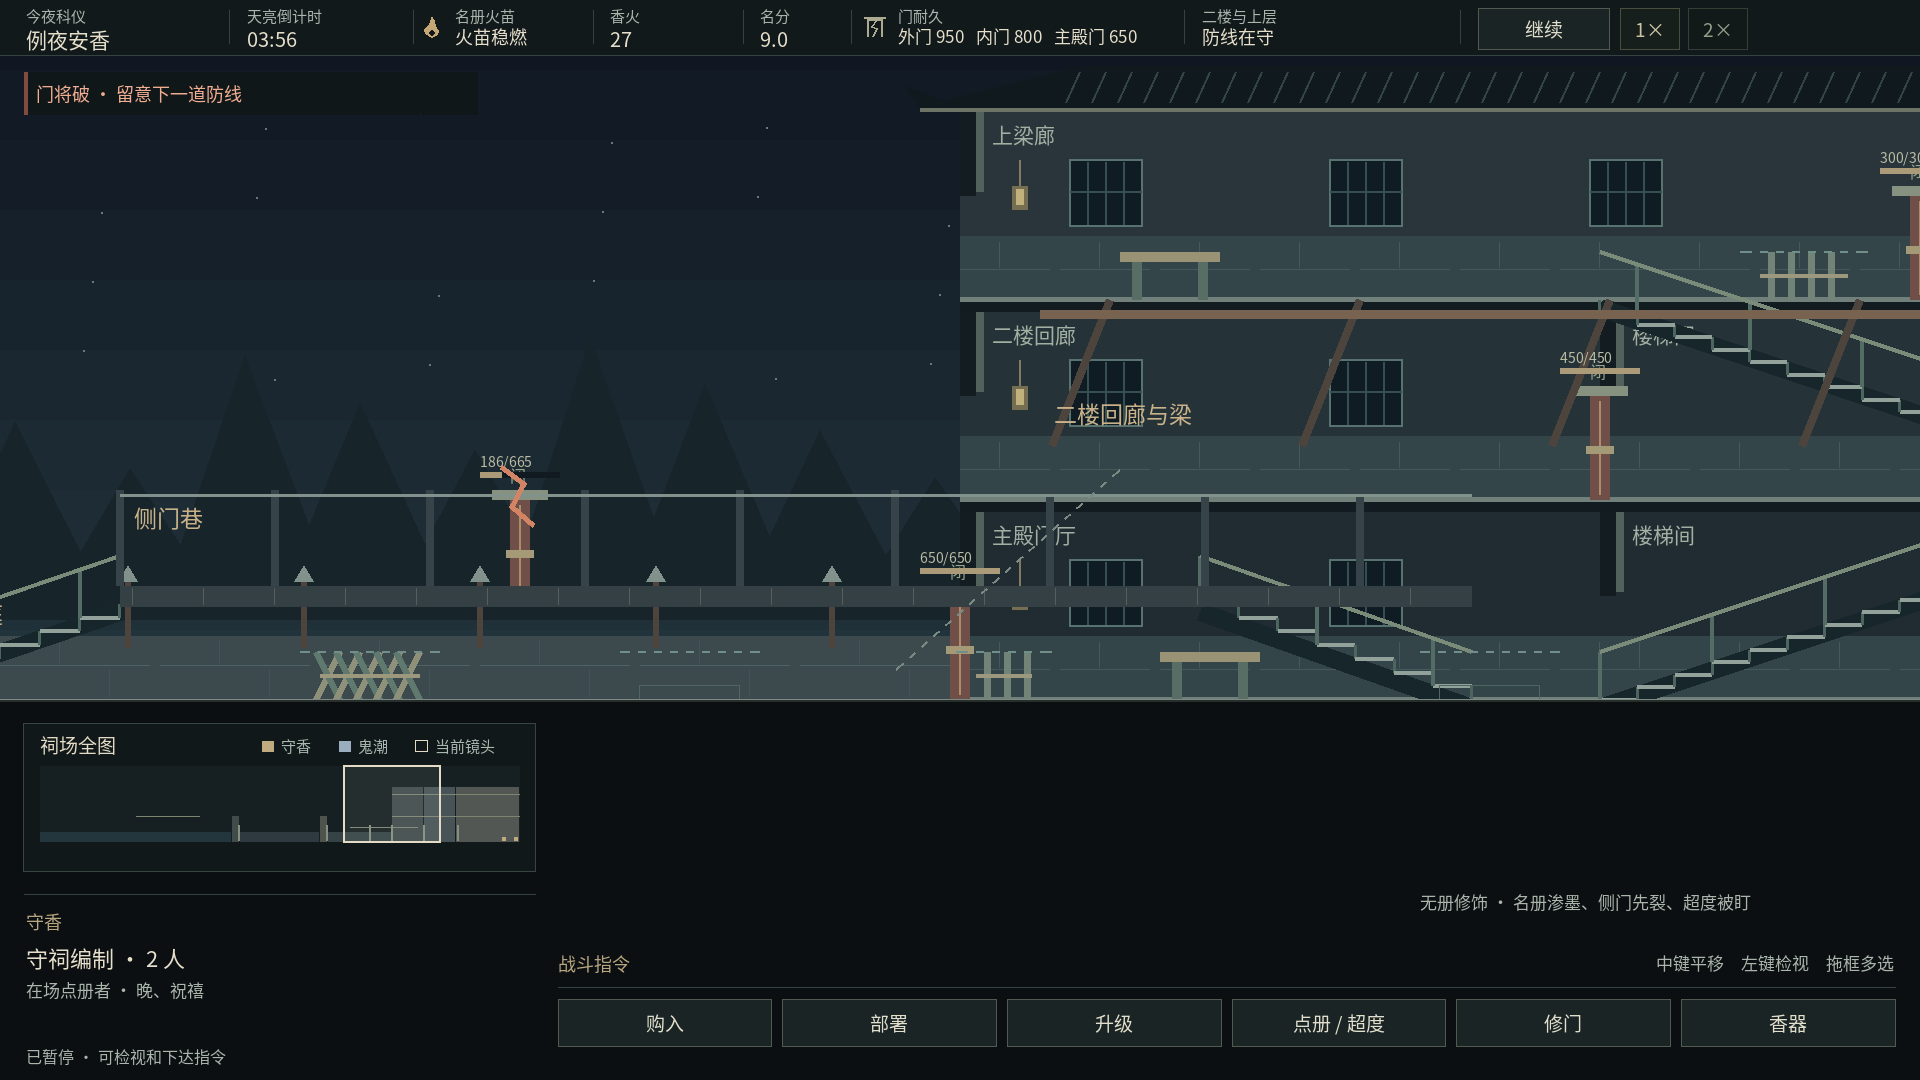 今夜科仪
例夜安香
天亮倒计时
03:56
名册火苗
火苗稳燃
香火
27
名分
9.0
门耐久
外门 950 内门 800 主殿门 650
二楼与上层
防线在守
继续
1×
2×
门将破 · 留意下一道防线
上梁廊
二楼回廊
450/450
闭
二楼回廊与梁
186/665
侧门巷
主殿门厅
楼梯间
650/650
闭
祠场全图
守香
鬼潮
当前镜头
守香
守祠编制 · 2 人
在场点册者 · 晚、祝禧
已暂停 · 可检视和下达指令
无册修饰 · 名册渗墨、侧门先裂、超度被盯
战斗指令
中键平移 左键检视 拖框多选
购入
部署
升级
点册 / 超度
修门
香器